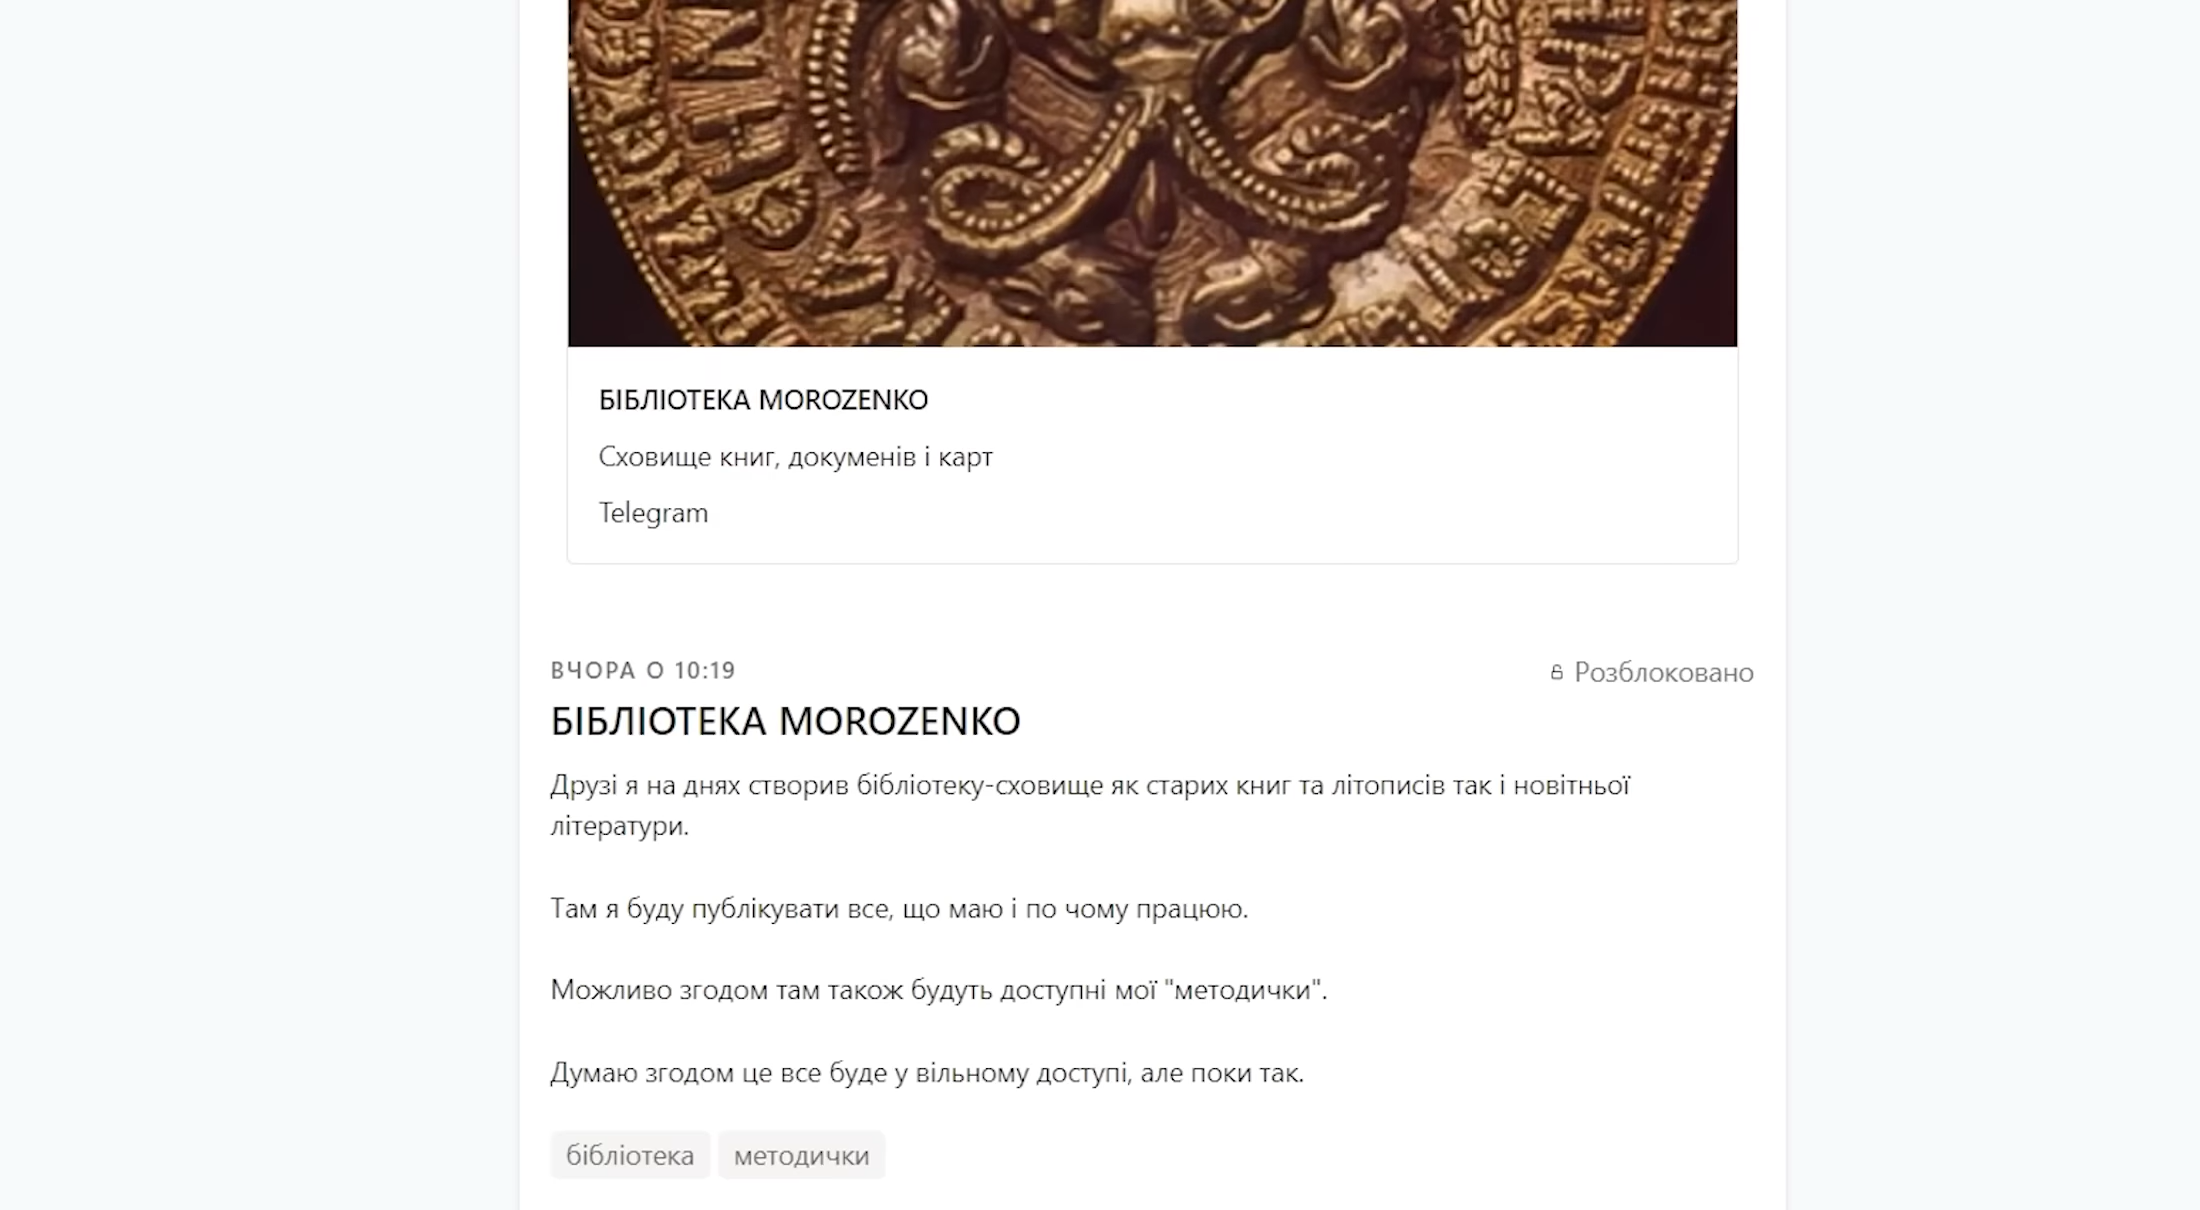 БІБЛІОТЕКА MOROZENKO
Сховище книг, докуменів і карт
Telegram
ВЧОРА О 10:19
Розблоковано
БІБЛІОТЕКА MOROZENKO
Друзі я на днях створив бібліотеку-сховище як старих книг та літописів так і новітньої
літератури.
Там я буду публікувати все, що маю і по чому працюю.
Можливо згодом там також будуть доступні мої "методички".
Думаю згодом це все буде у вільному доступі, але поки так.
бібліотека
методички